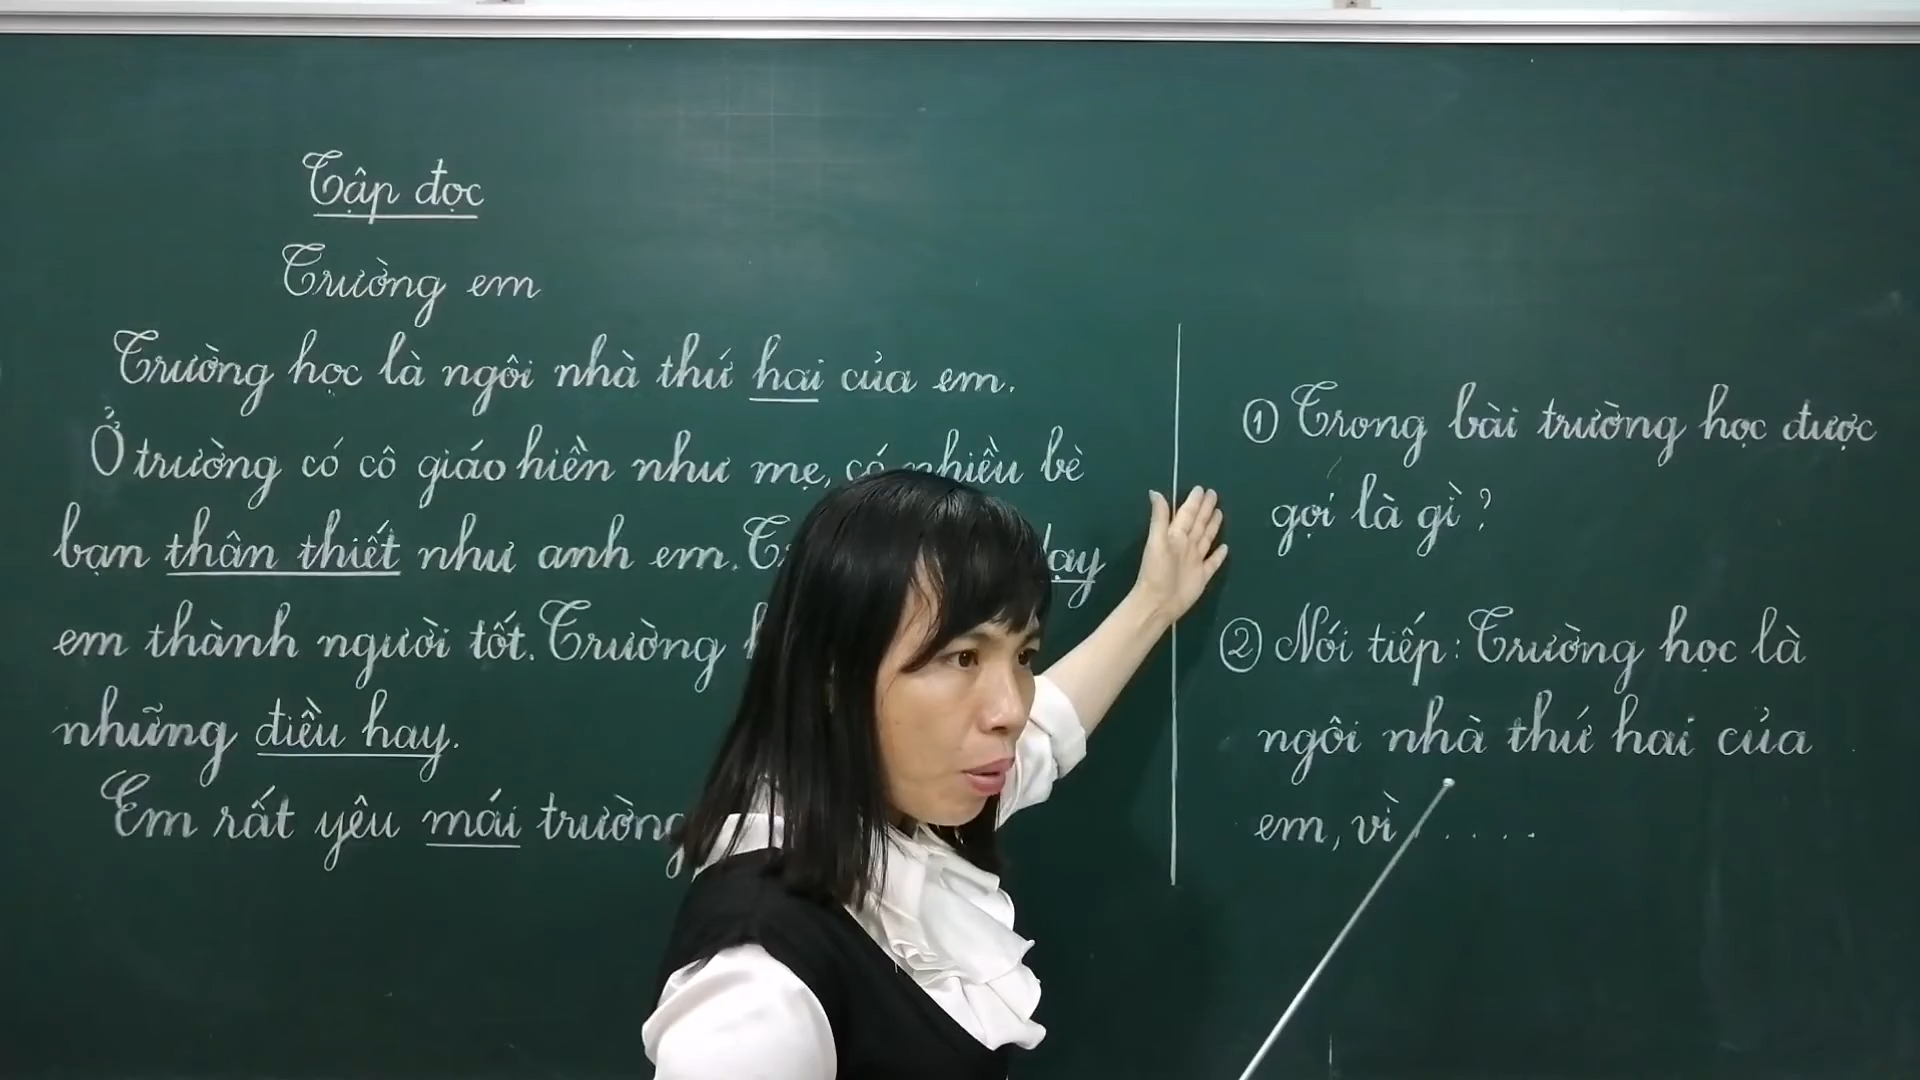 Tập đọc
Trường em
Trường học là ngôi nhà thứ hai của em.
Ở trường có cô giáo hiền như mẹ, có nhiều bè
bạn thân thiết như anh em.
em thành người tốt. Trường
những điều hay.
Em rất yêu mái trường
① Trong bài trường học được
gọi là gì?
② Nói tiếp: Trường học là
ngôi nhà thứ hai của
em, vì .....